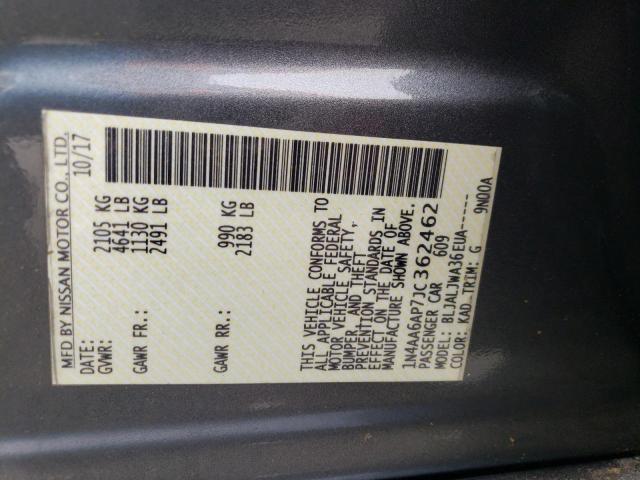 MFD BY NISSAN MOTOR CO., LTD.
DATE: 10/17
GVWR: 2105 KG
4641 LB
GAWR FR.: 1130 KG
2491 LB
GAWR RR.: 990 KG
2183 LB
THIS VEHICLE CONFORMS TO
ALL APPLICABLE FEDERAL
MOTOR VEHICLE SAFETY,
BUMPER, AND THEFT
PREVENTION STANDARDS IN
EFFECT ON THE DATE OF
MANUFACTURE SHOWN ABOVE.
1N4AA6AP7JC362462
PASSENGER CAR 609
MODEL: BLJALJWA36EUA-----
COLOR: KAD TRIM: G 9N00A